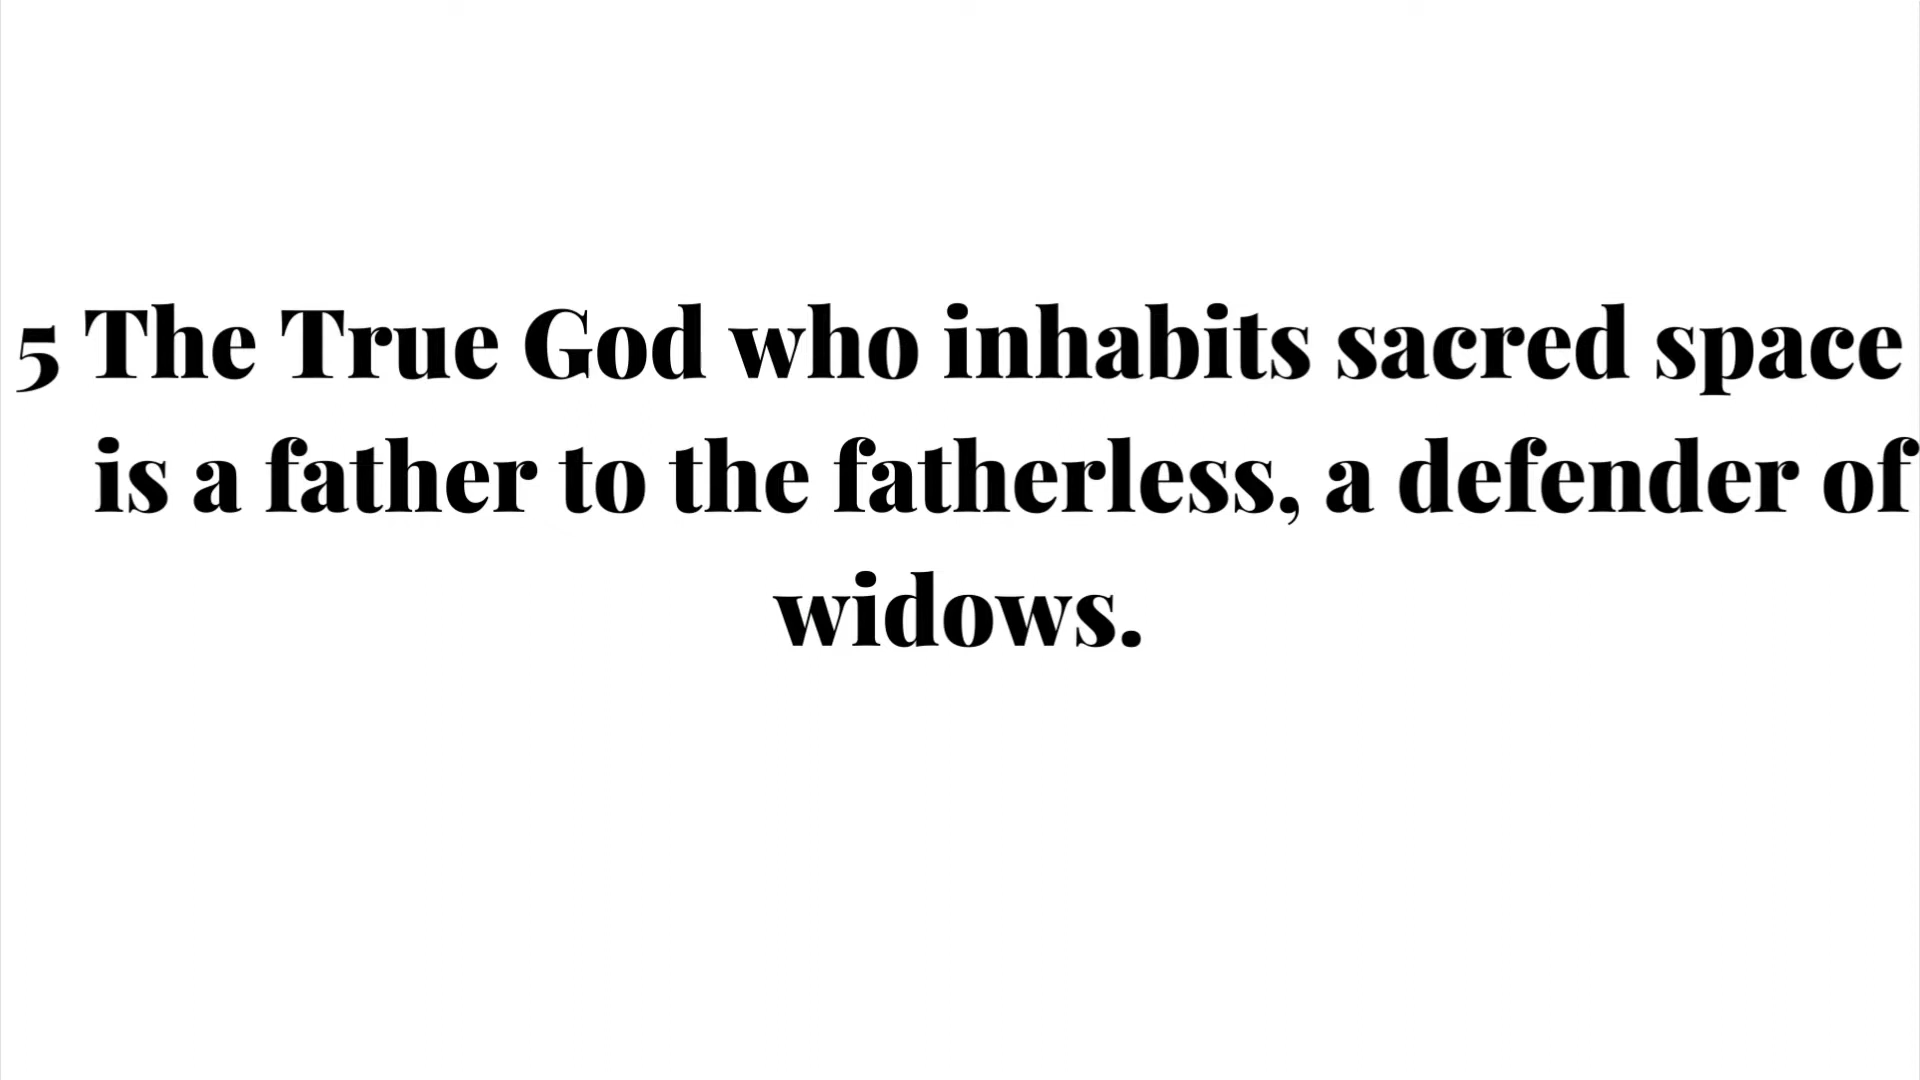 5 The True God who inhabits sacred space
is a father to the fatherless, a defender of
widows.